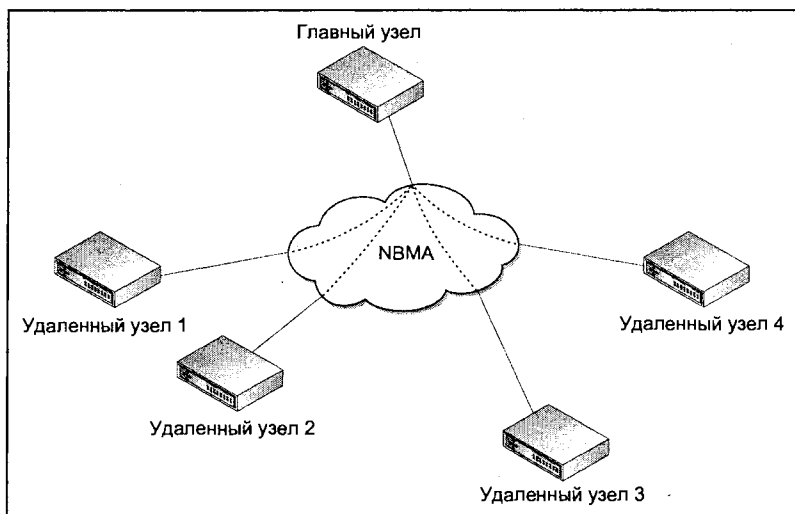 Главный узел
NBMA
Удаленный узел 1
Удаленный узел 4
Удаленный узел 2
Удаленный узел 3